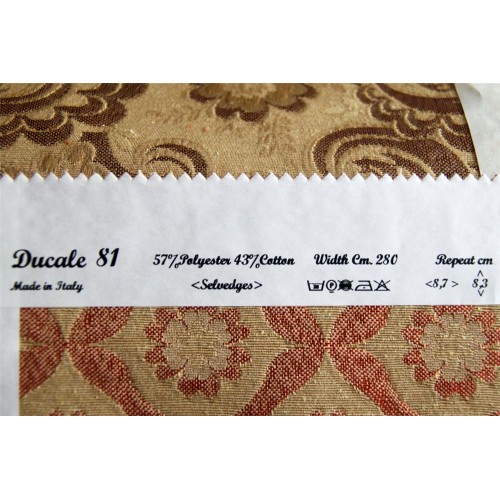 Ducale 81 57%Polyester 43%Cotton Width Cm. 280 Repeat cm
Made in Italy <Selvedges> <8,7 > 8,3